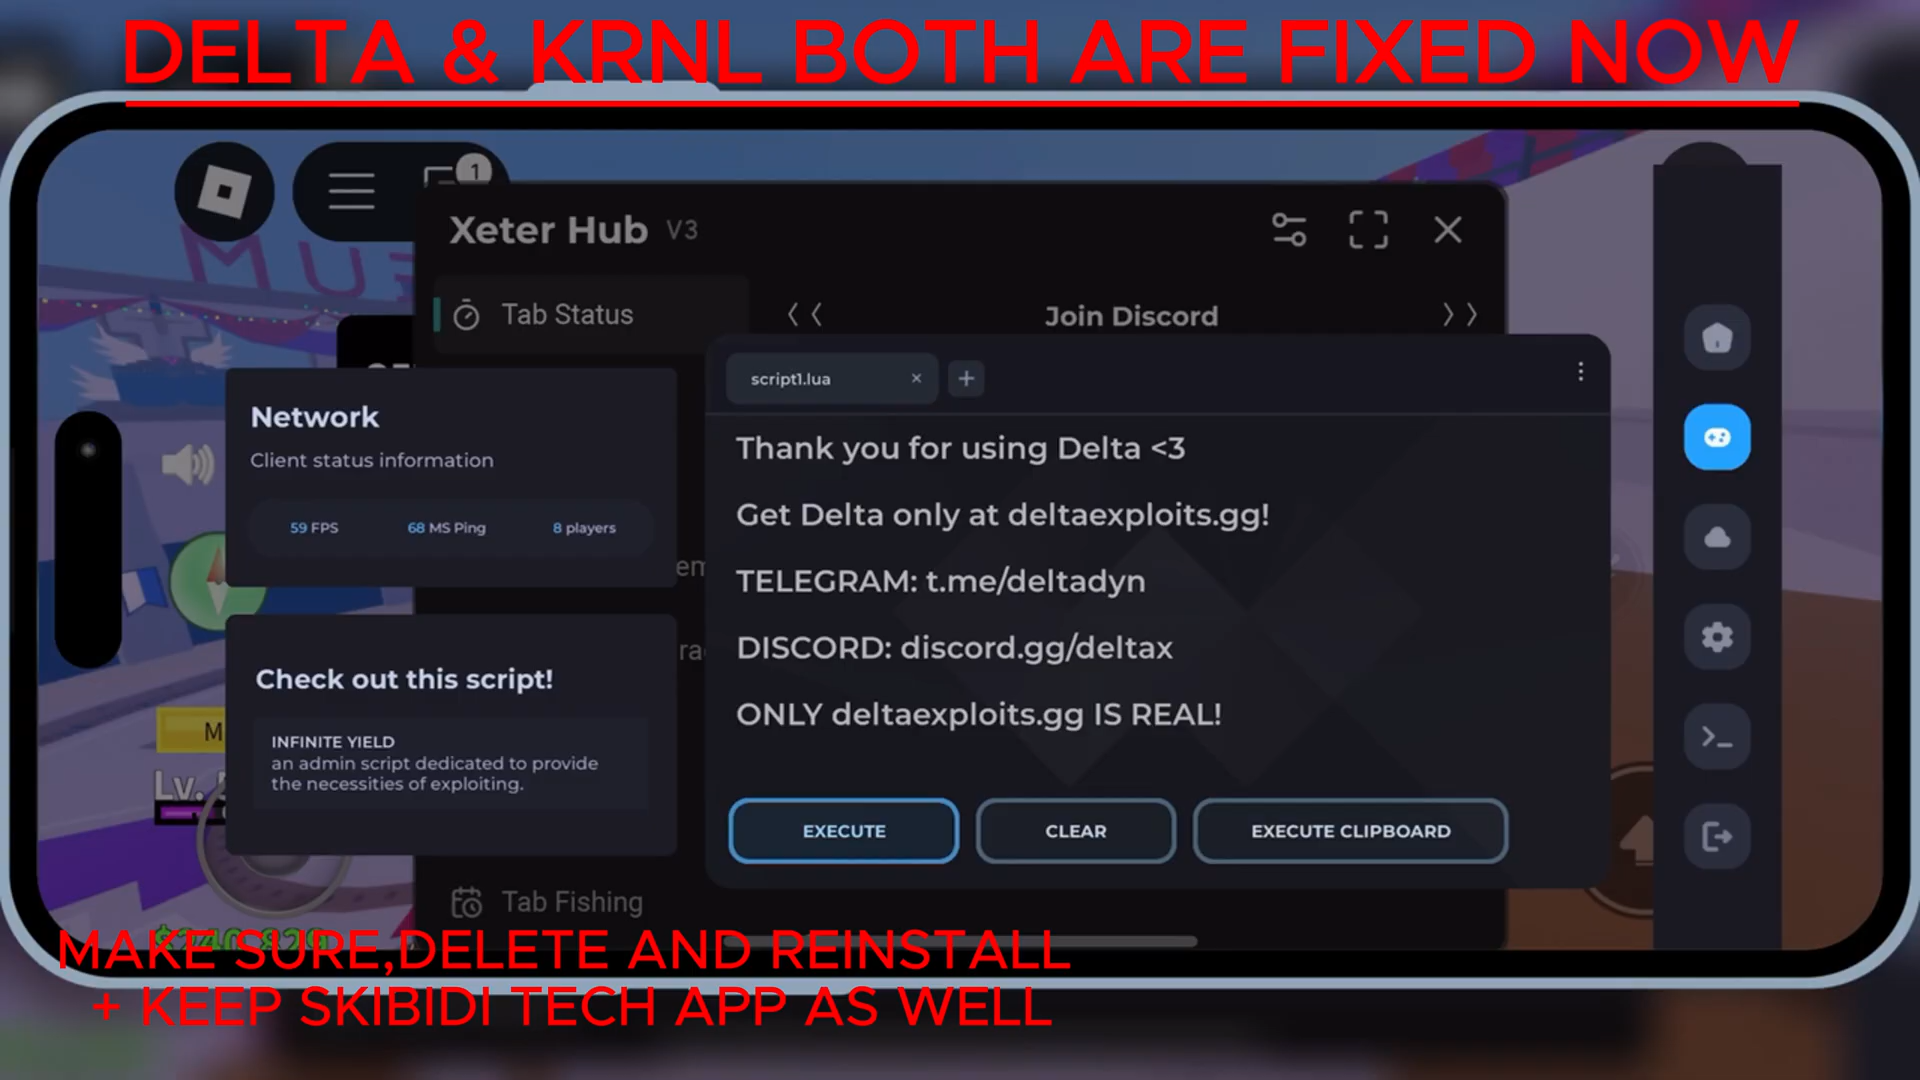 DELTA & KRNL BOTH ARE FIXED NOW
1
Xeter Hub V3
Tab Status
Join Discord
script1.lua
Network
Client status information
59 FPS
68 MS Ping
8 players
Thank you for using Delta <3
Get Delta only at deltaexploits.gg!
TELEGRAM: t.me/deltadyn
DISCORD: discord.gg/deltax
ONLY deltaexploits.gg IS REAL!
Check out this script!
INFINITE YIELD
an admin script dedicated to provide
the necessities of exploiting.
M
Lv.
EXECUTE
CLEAR
EXECUTE CLIPBOARD
Tab Fishing
MAKE SURE,DELETE AND REINSTALL
+ KEEP SKIBIDI TECH APP AS WELL